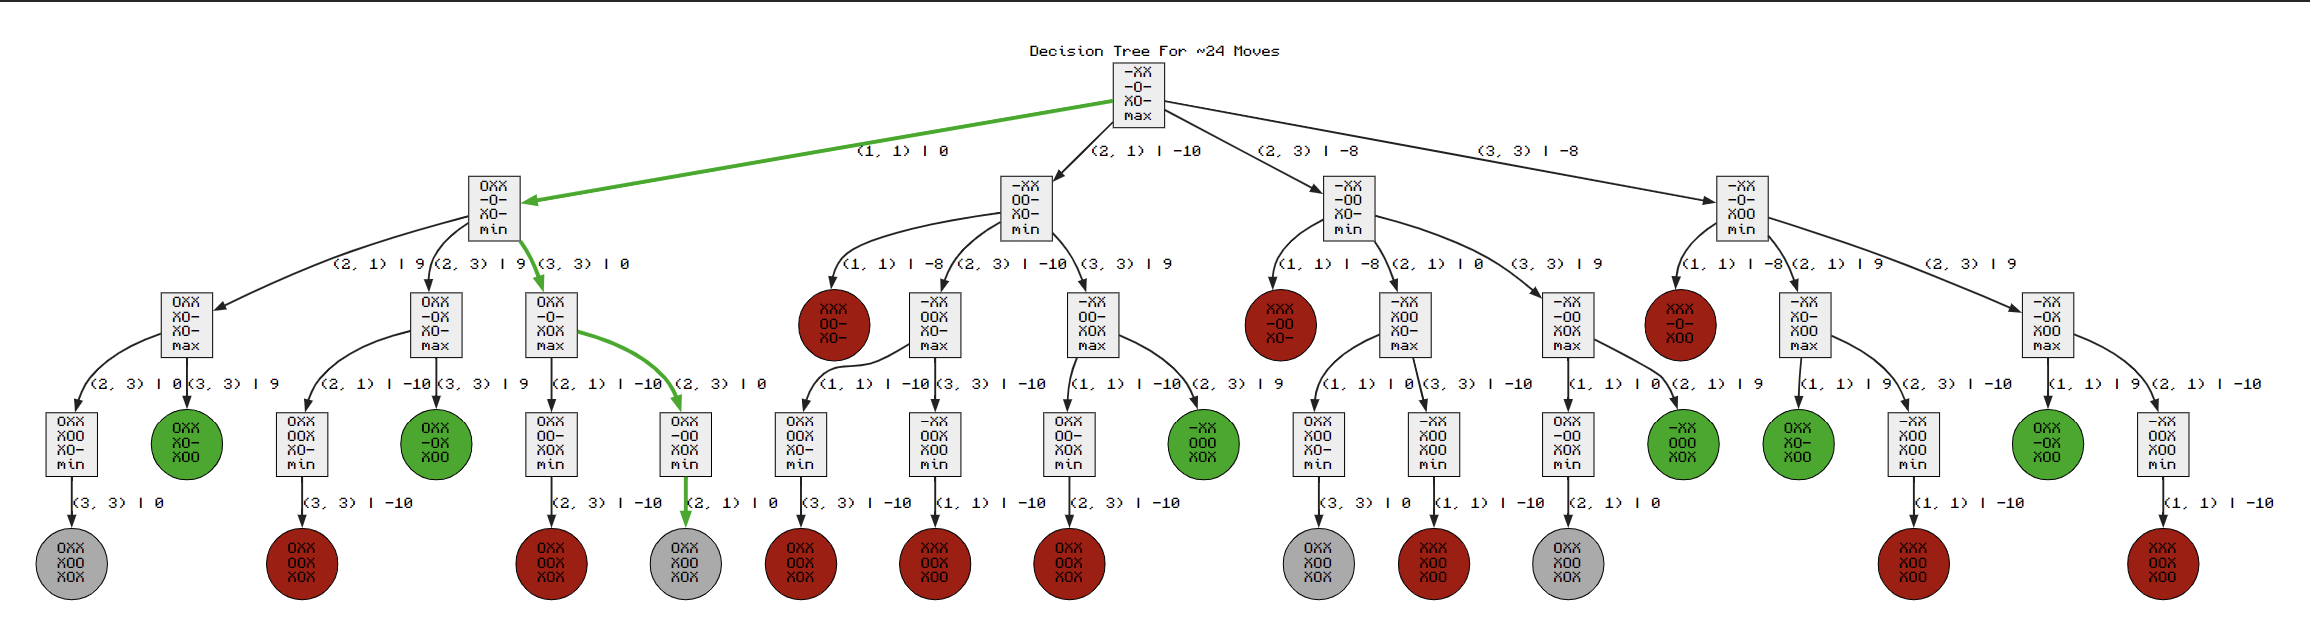 Decision Tree For ~24 Moves
-XX
-O-
XO-
max
(1, 1) | 0
(2, 1) | -10
(2, 3) | -8
(3, 3) | -8
OXX
-O-
XO-
min
-XX
OO-
XO-
min
-XX
-OO
XO-
min
-XX
-O-
XOO
min
(2, 1) | 9
(2, 3) | 9
(3, 3) | 0
(1, 1) | -8
(2, 3) | -10
(3, 3) | 9
(1, 1) | -8
(2, 1) | 0
(3, 3) | 9
(1, 1) | -8
(2, 1) | 9
(2, 3) | 9
OXX
XO-
XO-
max
OXX
-OX
XO-
max
OXX
-O-
XOX
max
XXX
OO-
XO-
-XX
OOX
XO-
max
-XX
OO-
XOX
max
XXX
-OO
XO-
-XX
XOO
XO-
max
-XX
-OO
XOX
max
XXX
-O-
XOO
-XX
XO-
XOO
max
-XX
-OX
XOO
max
(2, 3) | 0
(3, 3) | 9
(2, 1) | -10
(3, 3) | 9
(2, 1) | -10
(2, 3) | 0
(1, 1) | -10
(3, 3) | -10
(1, 1) | -10
(2, 3) | 9
(1, 1) | 0
(3, 3) | -10
(1, 1) | 0
(2, 1) | 9
(1, 1) | 9
(2, 3) | -10
(1, 1) | 9
(2, 1) | -10
OXX
XOO
XO-
min
OXX
XO-
XOO
OXX
OOX
XO-
min
OXX
-OX
XOO
OXX
OO-
XOX
min
OXX
-OO
XOX
min
OXX
OOX
XO-
min
-XX
OOX
XOO
min
OXX
OO-
XOX
min
-XX
OOO
XOX
OXX
XOO
XO-
min
-XX
XOO
XOO
min
OXX
-OO
XOX
min
-XX
OOO
XOX
OXX
XO-
XOO
-XX
XOO
XOO
min
OXX
-OX
XOO
-XX
OOX
XOO
min
(3, 3) | 0
(3, 3) | -10
(2, 3) | -10
(2, 1) | 0
(3, 3) | -10
(1, 1) | -10
(2, 3) | -10
(3, 3) | 0
(1, 1) | -10
(2, 1) | 0
(1, 1) | -10
(1, 1) | -10
OXX
XOO
XOX
OXX
OOX
XOX
OXX
OOX
XOX
OXX
XOO
XOX
OXX
OOX
XOX
XXX
OOX
XOO
OXX
OOX
XOX
OXX
XOO
XOX
XXX
XOO
XOO
OXX
XOO
XOX
XXX
XOO
XOO
XXX
OOX
XOO